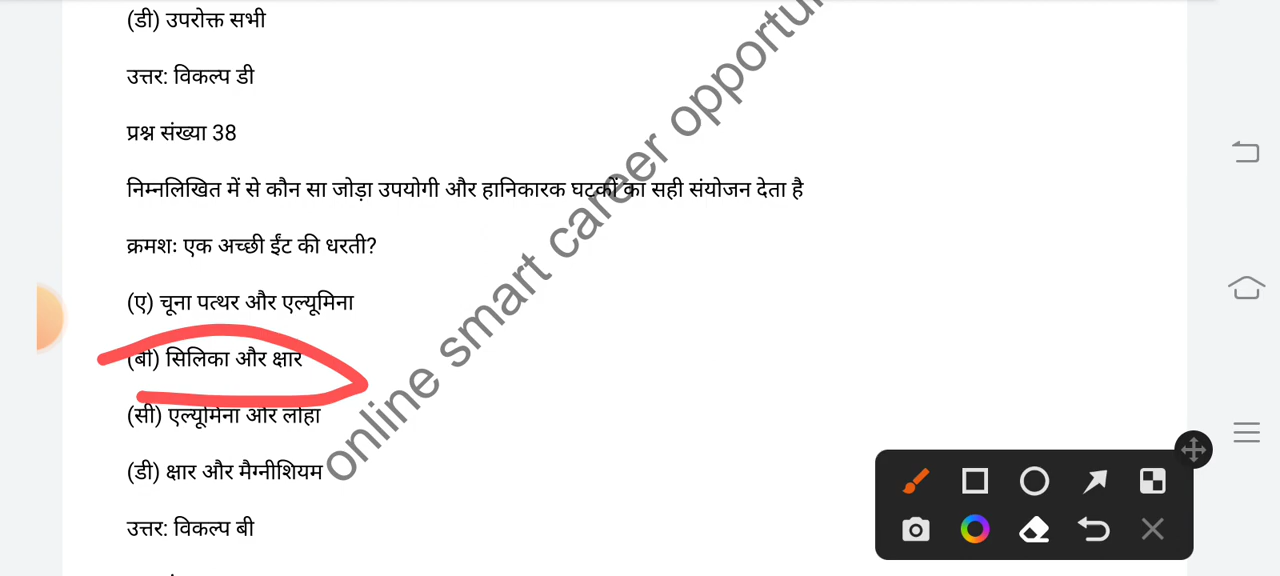 (डी) उपरोक्त सभी
उत्तर: विकल्प डी
प्रश्न संख्या 38
निम्नलिखित में से कौन सा जोड़ा उपयोगी और हानिकारक घटकों का सही संयोजन देता है
क्रमशः एक अच्छी ईंट की धरती?
(ए) चूना पत्थर और एल्यूमिना
(बी) सिलिका और क्षार
(सी) एल्यूमिना और लोहा
(डी) क्षार और मैग्नीशियम
उत्तर: विकल्प बी
online smart career